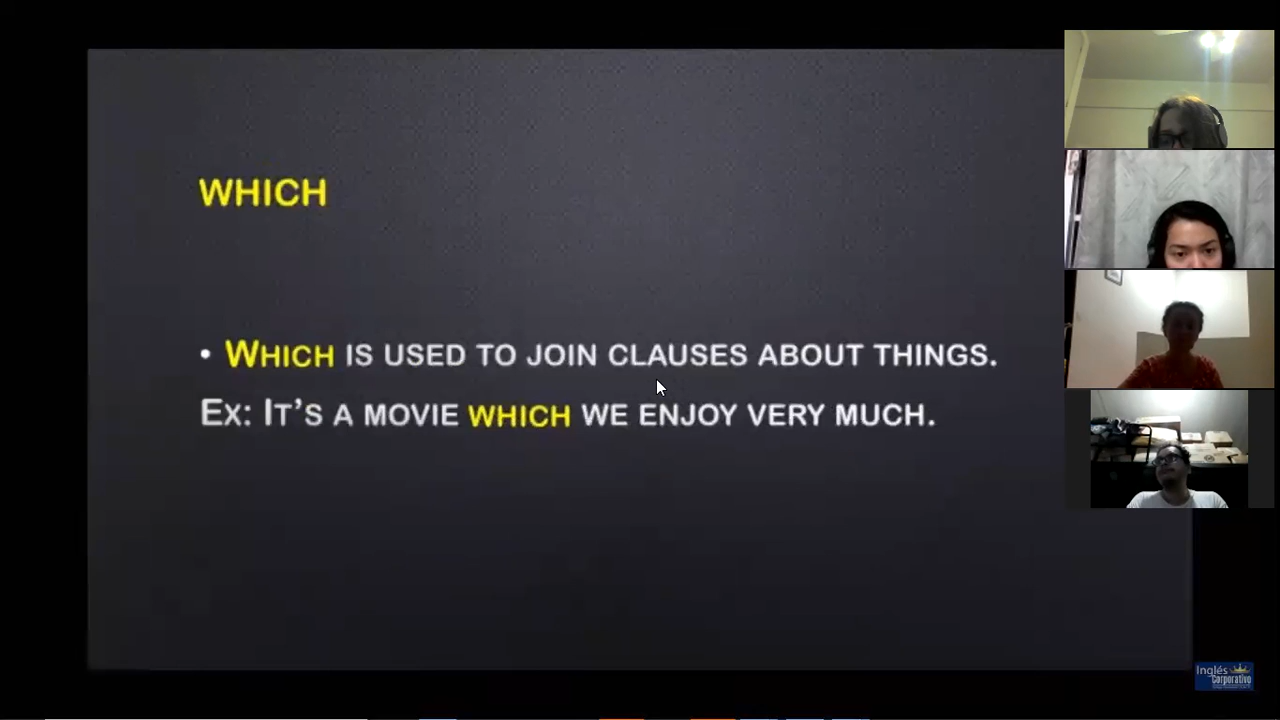 WHICH
• WHICH IS USED TO JOIN CLAUSES ABOUT THINGS.
EX: IT'S A MOVIE WHICH WE ENJOY VERY MUCH.
Inglés
Corporativo